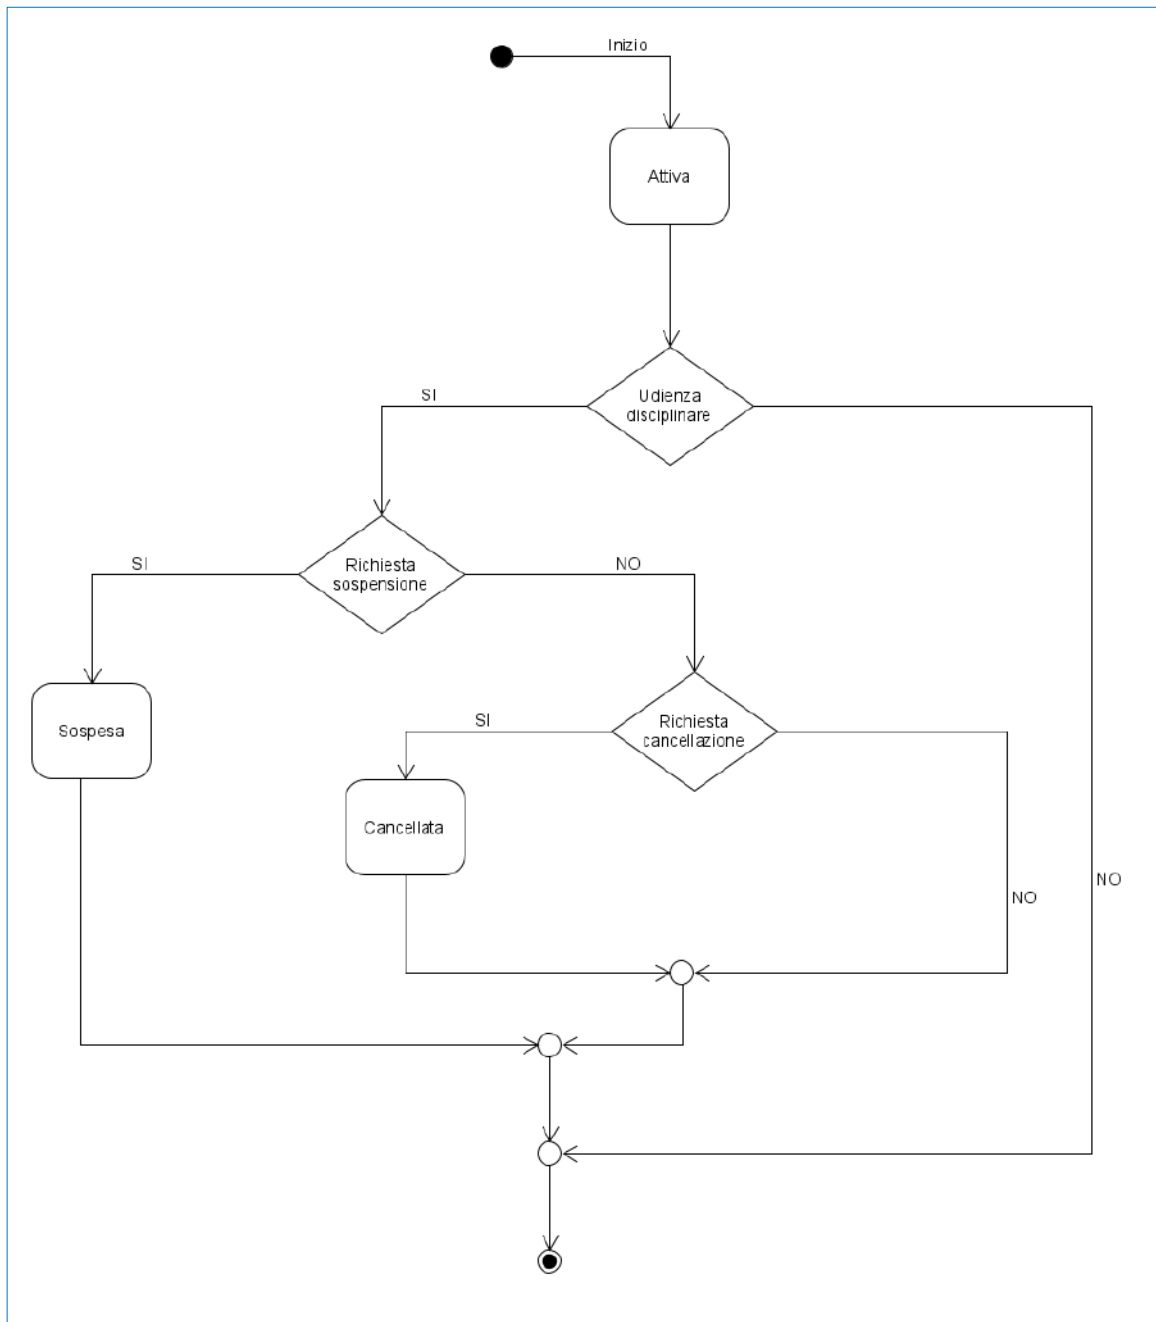 Inizio
Attiva
Udienza
disciplinare
SI
Richiesta
sospensione
SI
NO
Sospesa
Richiesta
cancellazione
SI
Cancellata
NO
NO